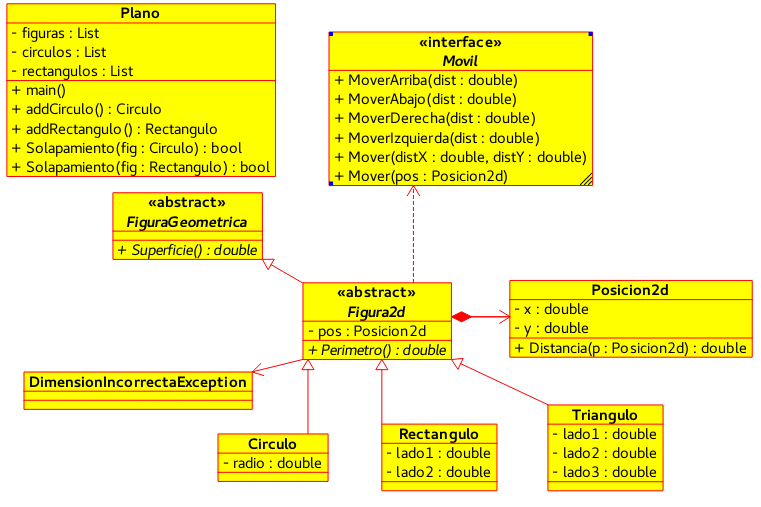 Plano
- figuras : List
- circulos : List
- rectangulos : List
+ main()
+ addCirculo() : Circulo
+ addRectangulo() : Rectangulo
+ Solapamiento(fig : Circulo) : bool
+ Solapamiento(fig : Rectangulo) : bool
«interface»
Movil
+ MoverArriba(dist : double)
+ MoverAbajo(dist : double)
+ MoverDerecha(dist : double)
+ MoverIzquierda(dist : double)
+ Mover(distX : double, distY : double)
+ Mover(pos : Posicion2d)
«abstract»
FiguraGeometrica
+ Superficie() : double
«abstract»
Figura2d
- pos : Posicion2d
+ Perimetro() : double
Posicion2d
- x : double
- y : double
+ Distancia(p : Posicion2d) : double
DimensionIncorrectaException
Circulo
- radio : double
Rectangulo
- lado1 : double
- lado2 : double
Triangulo
- lado1 : double
- lado2 : double
- lado3 : double